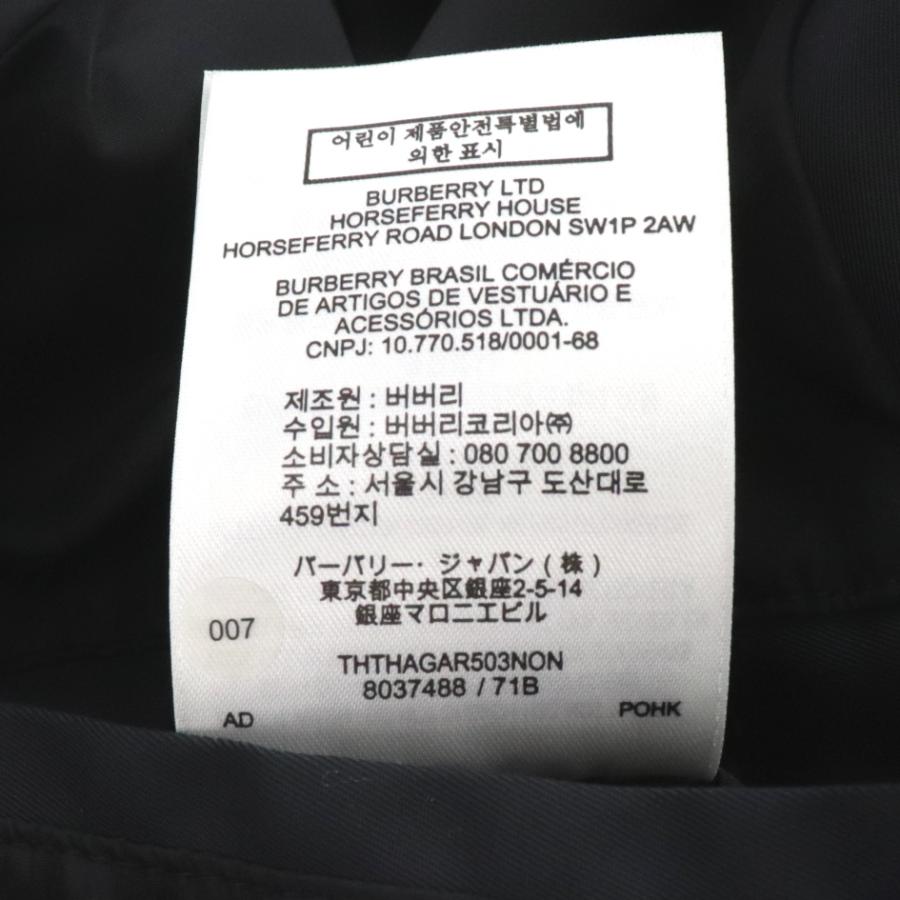 어린이 제품안전특별법에
의한 표시
BURBERRY LTD
HORSEFERRY HOUSE
HORSEFERRY ROAD LONDON SW1P 2AW
BURBERRY BRASIL COMÉRCIO
DE ARTIGOS DE VESTUÁRIO E
ACESSÓRIOS LTDA.
CNPJ: 10.770.518/0001-68
제조원 : 버버리
수입원 : 버버리코리아㈜
소비자상담실 : 080 700 8800
주 소 : 서울시 강남구 도산대로
459번지
バーバリー・ジャパン ( 株 )
東京都中央区銀座2-5-14
銀座マロニエビル
007
THTHAGAR503NON
8037488 / 71B
AD
POHK